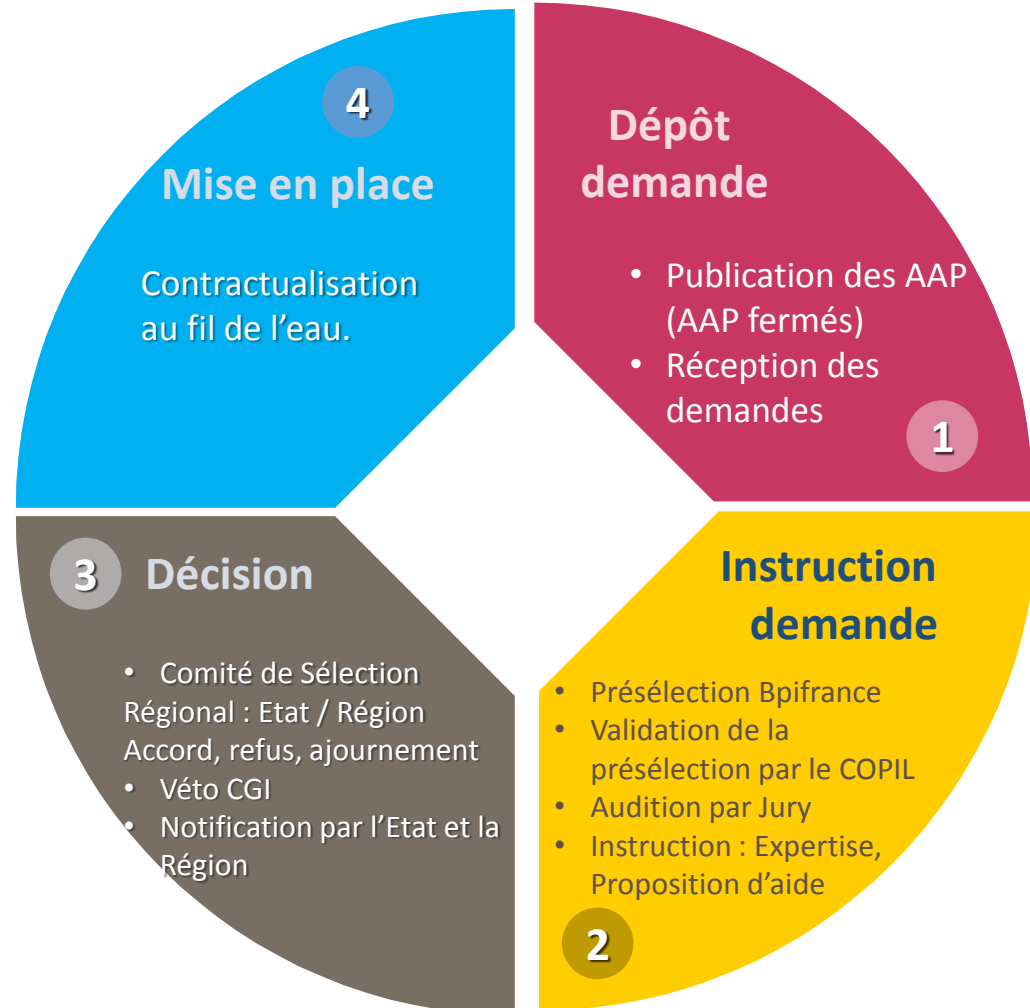 1
Dépôt
demande
• Publication des AAP
(AAP fermés)
• Réception des
demandes
2
Instruction
demande
• Présélection Bpifrance
• Validation de la
présélection par le COPIL
• Audition par Jury
• Instruction : Expertise,
Proposition d’aide
3
Décision
• Comité de Sélection
Régional : Etat / Région
Accord, refus, ajournement
• Véto CGI
• Notification par l’Etat et la
Région
4
Mise en place
Contractualisation
au fil de l’eau.